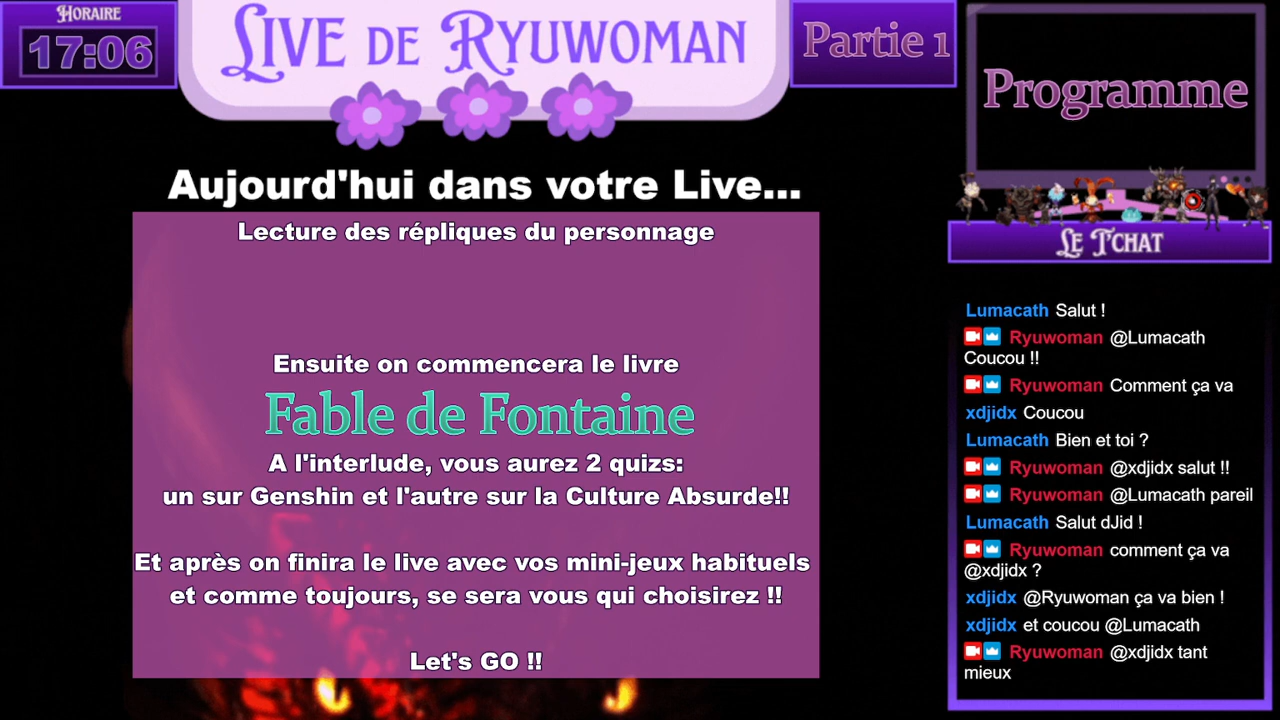 Horaire
17:06
Live de Ryuwoman
Partie 1
Programme
Aujourd'hui dans votre Live...
Lecture des répliques du personnage
Ensuite on commencera le livre
Fable de Fontaine
A l'interlude, vous aurez 2 quizs:
un sur Genshin et l'autre sur la Culture Absurde!!
Et après on finira le live avec vos mini-jeux habituels
et comme toujours, se sera vous qui choisirez !!
Let's GO !!
Le T'chat
Lumacath Salut !
Ryuwoman @Lumacath
Coucou !!
Ryuwoman Comment ça va
xdjidx Coucou
Lumacath Bien et toi ?
Ryuwoman @xdjidx salut !!
Ryuwoman @Lumacath pareil
Lumacath Salut dJid !
Ryuwoman comment ça va
@xdjidx ?
xdjidx @Ryuwoman ça va bien !
xdjidx et coucou @Lumacath
Ryuwoman @xdjidx tant
mieux